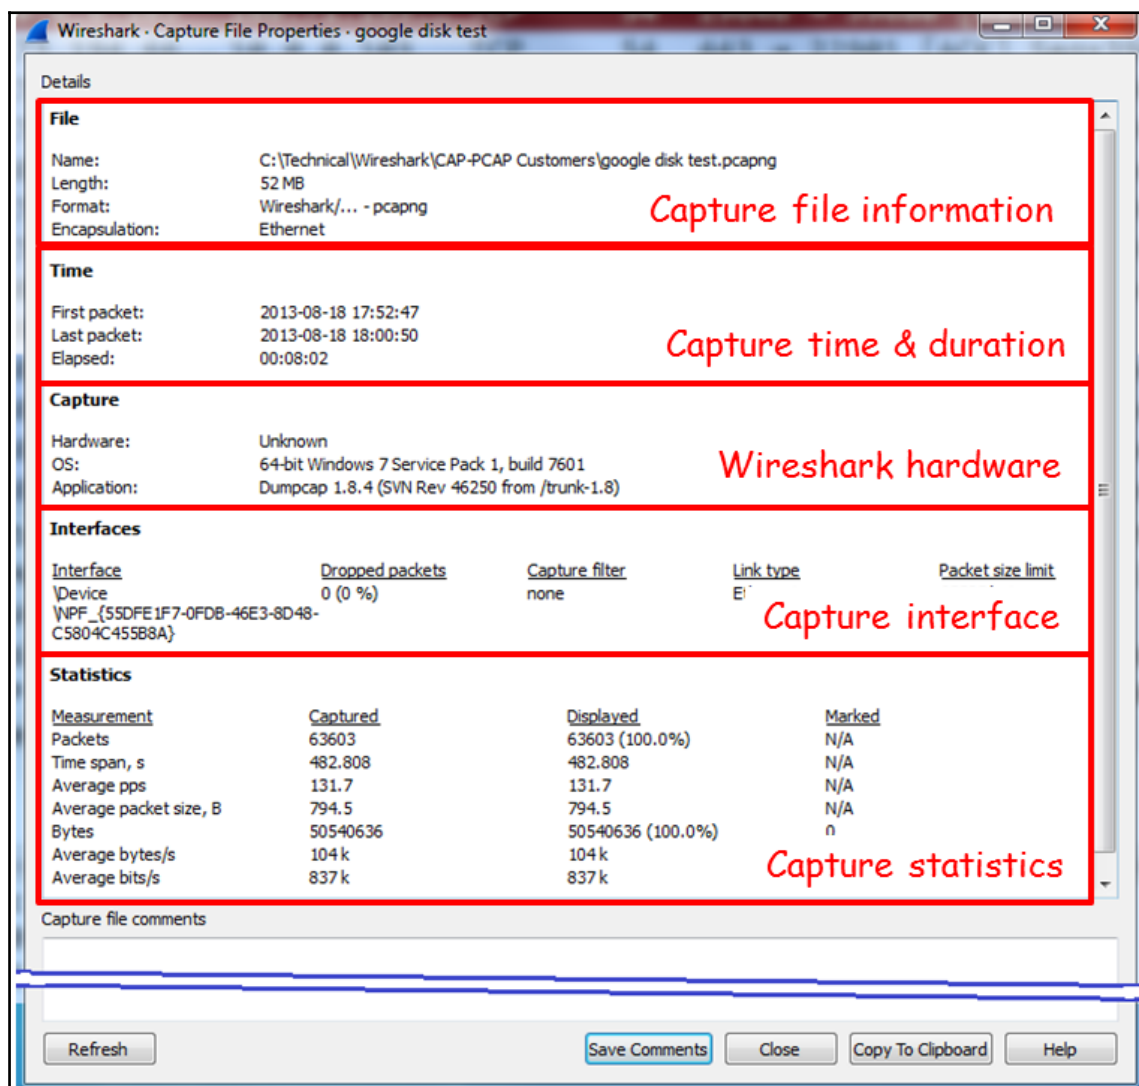 Wireshark · Capture File Properties · google disk test
Details
File
Name: C:\Technical\Wireshark\CAP-PCAP Customers\google disk test.pcapng
Length: 52 MB
Format: Wireshark/... - pcapng
Encapsulation: Ethernet
Capture file information
Time
First packet: 2013-08-18 17:52:47
Last packet: 2013-08-18 18:00:50
Elapsed: 00:08:02
Capture time & duration
Capture
Hardware: Unknown
OS: 64-bit Windows 7 Service Pack 1, build 7601
Application: Dumpcap 1.8.4 (SVN Rev 46250 from /trunk-1.8)
Wireshark hardware
Interfaces
Interface Dropped packets Capture filter Link type Packet size limit
\Device 0 (0 %) none
\NPF_{55DFE1F7-0FDB-46E3-8D48-
C5804C455B8A}
Capture interface
Statistics
Measurement Captured Displayed Marked
Packets 63603 63603 (100.0%) N/A
Time span, s 482.808 482.808 N/A
Average pps 131.7 131.7 N/A
Average packet size, B 794.5 794.5 N/A
Bytes 50540636 50540636 (100.0%) 0
Average bytes/s 104 k 104 k
Average bits/s 837 k 837 k
Capture statistics
Capture file comments
Refresh Save Comments Close Copy To Clipboard Help